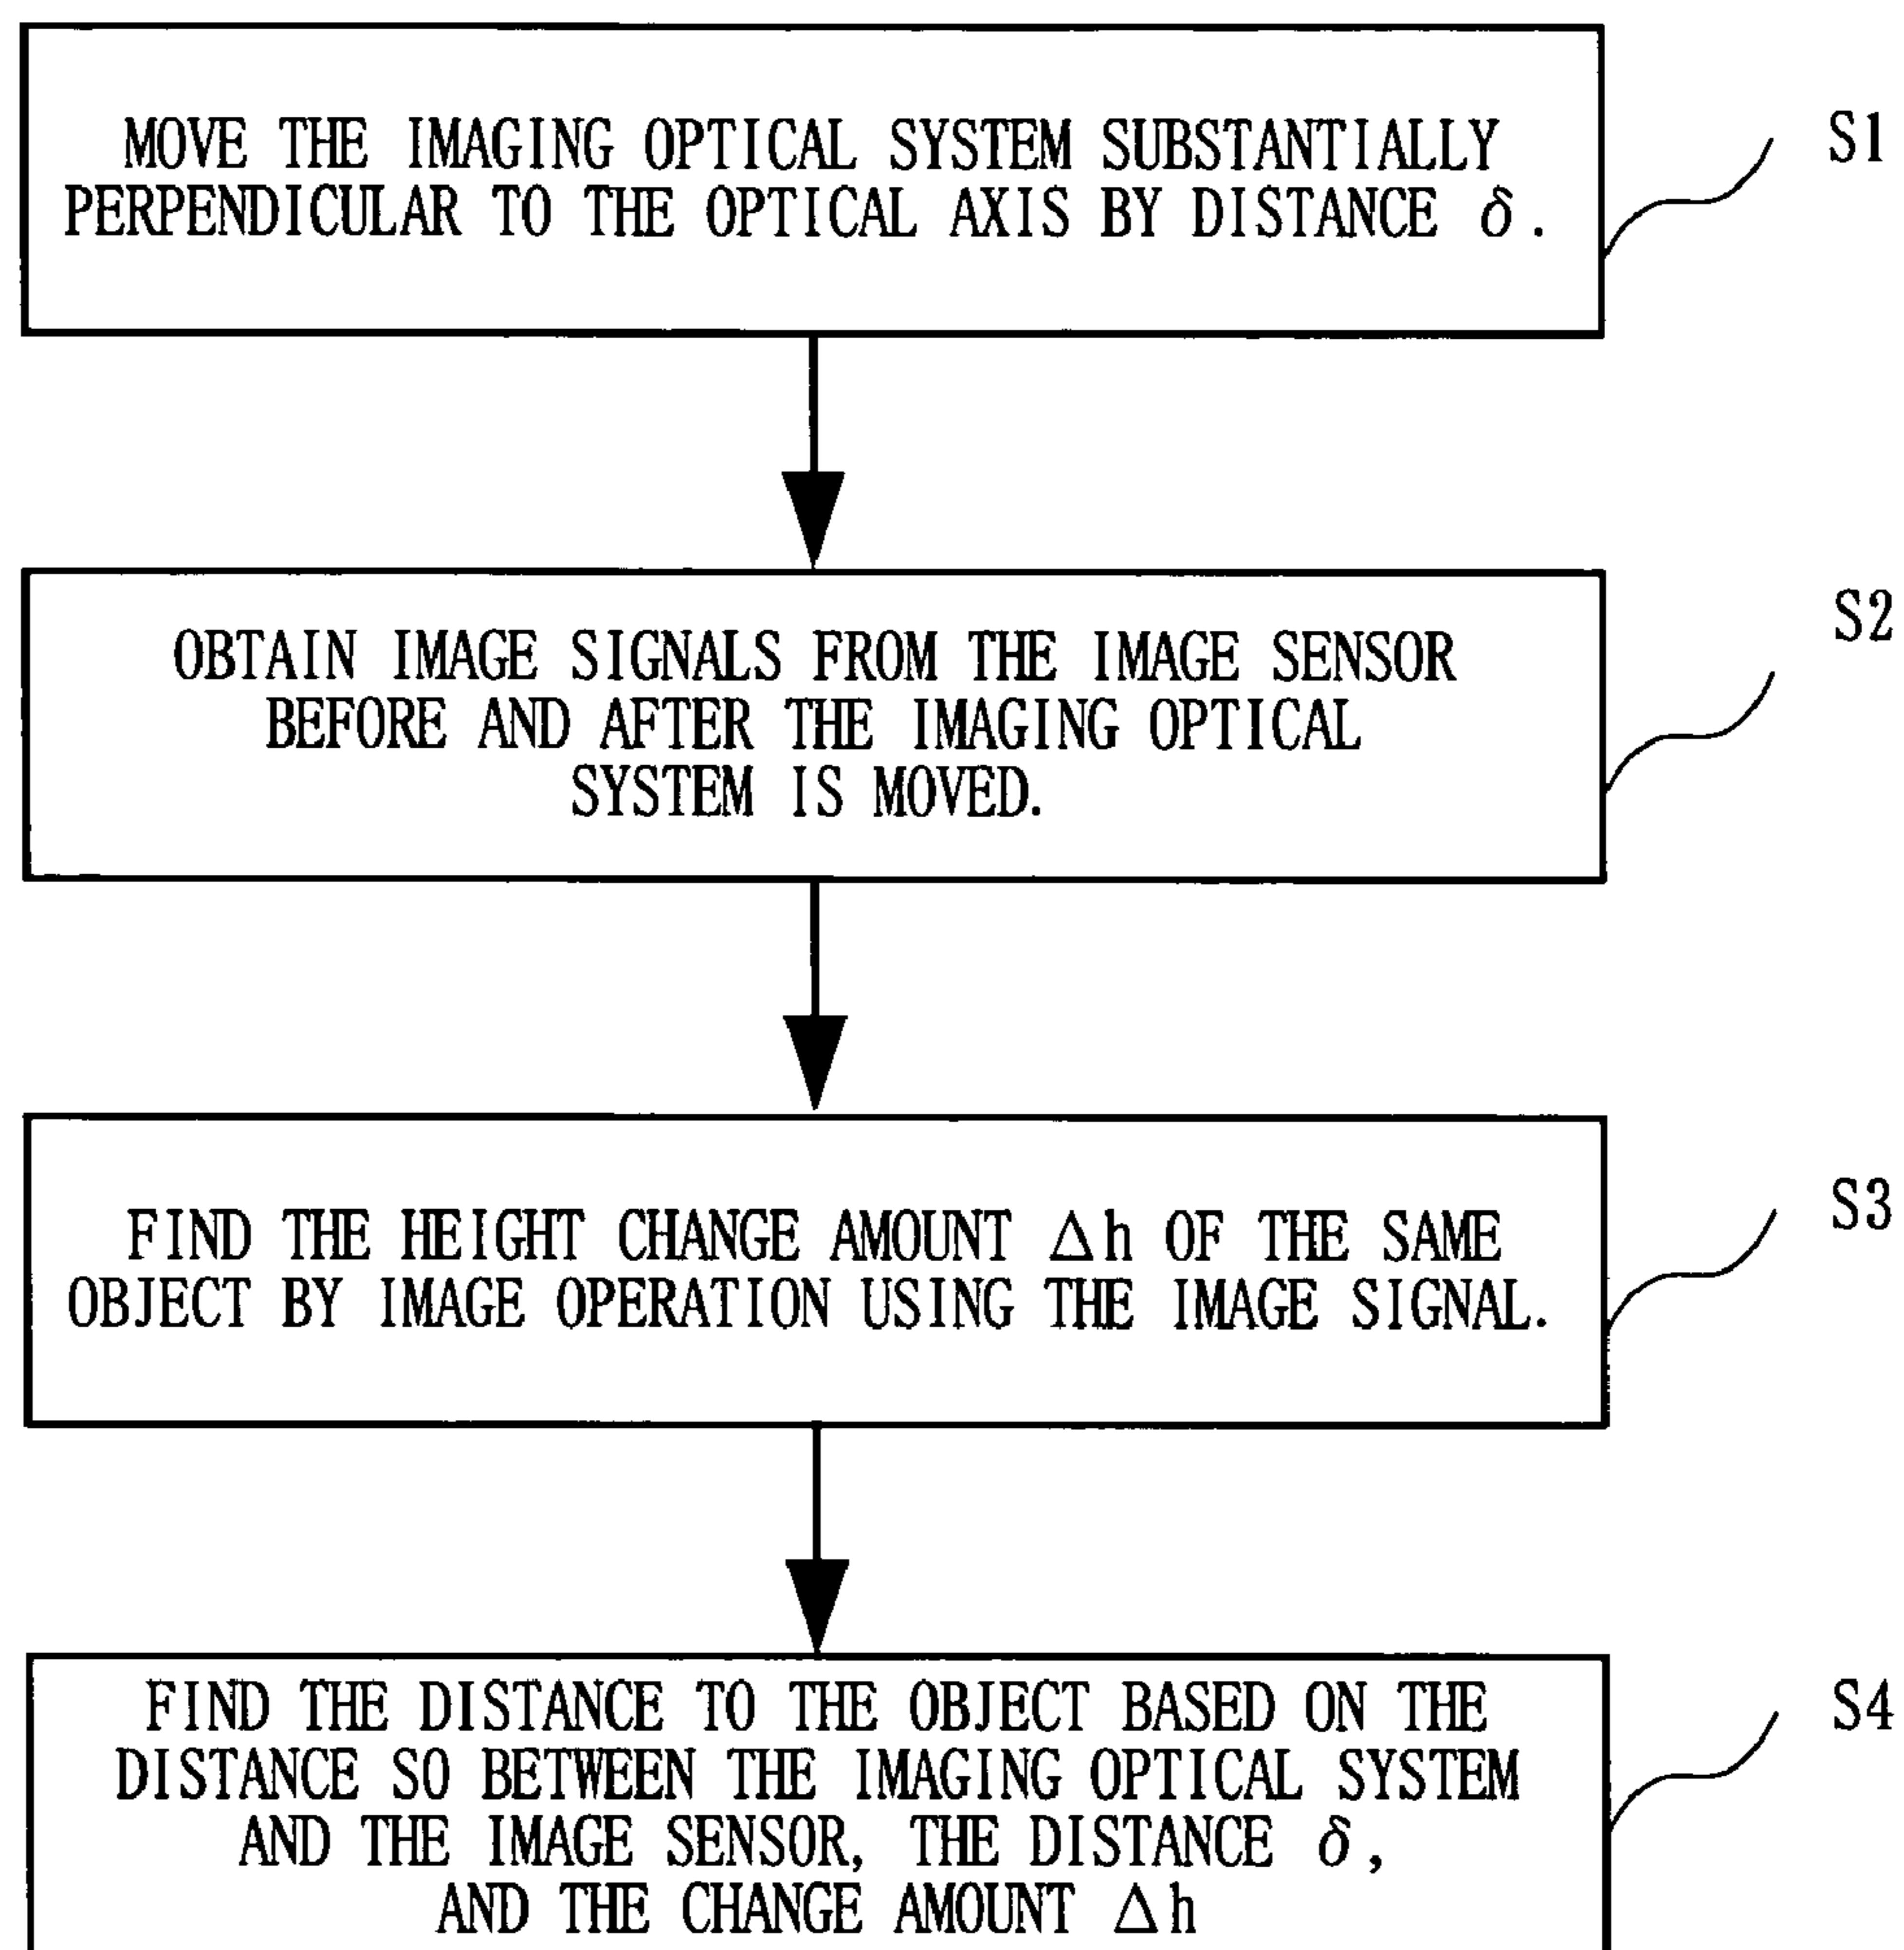 MOVE THE IMAGING OPTICAL SYSTEM SUBSTANTIALLY
PERPENDICULAR TO THE OPTICAL AXIS BY DISTANCE δ.
S1
OBTAIN IMAGE SIGNALS FROM THE IMAGE SENSOR
BEFORE AND AFTER THE IMAGING OPTICAL
SYSTEM IS MOVED.
S2
FIND THE HEIGHT CHANGE AMOUNT Δh OF THE SAME
OBJECT BY IMAGE OPERATION USING THE IMAGE SIGNAL.
S3
FIND THE DISTANCE TO THE OBJECT BASED ON THE
DISTANCE SO BETWEEN THE IMAGING OPTICAL SYSTEM
AND THE IMAGE SENSOR, THE DISTANCE δ,
AND THE CHANGE AMOUNT Δh
S4